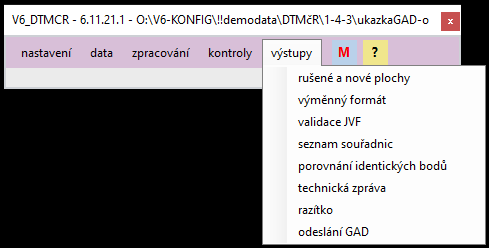 V6_DTMCR - 6.11.21.1 - O:\V6-KONFIG\!!demodata\DTMčR\1-4-3\ukazkaGAD-o x
nastavení data zpracování kontroly výstupy M ?
rušené a nové plochy
výměnný formát
validace JVF
seznam souřadnic
porovnání identických bodů
technická zpráva
razítko
odeslání GAD